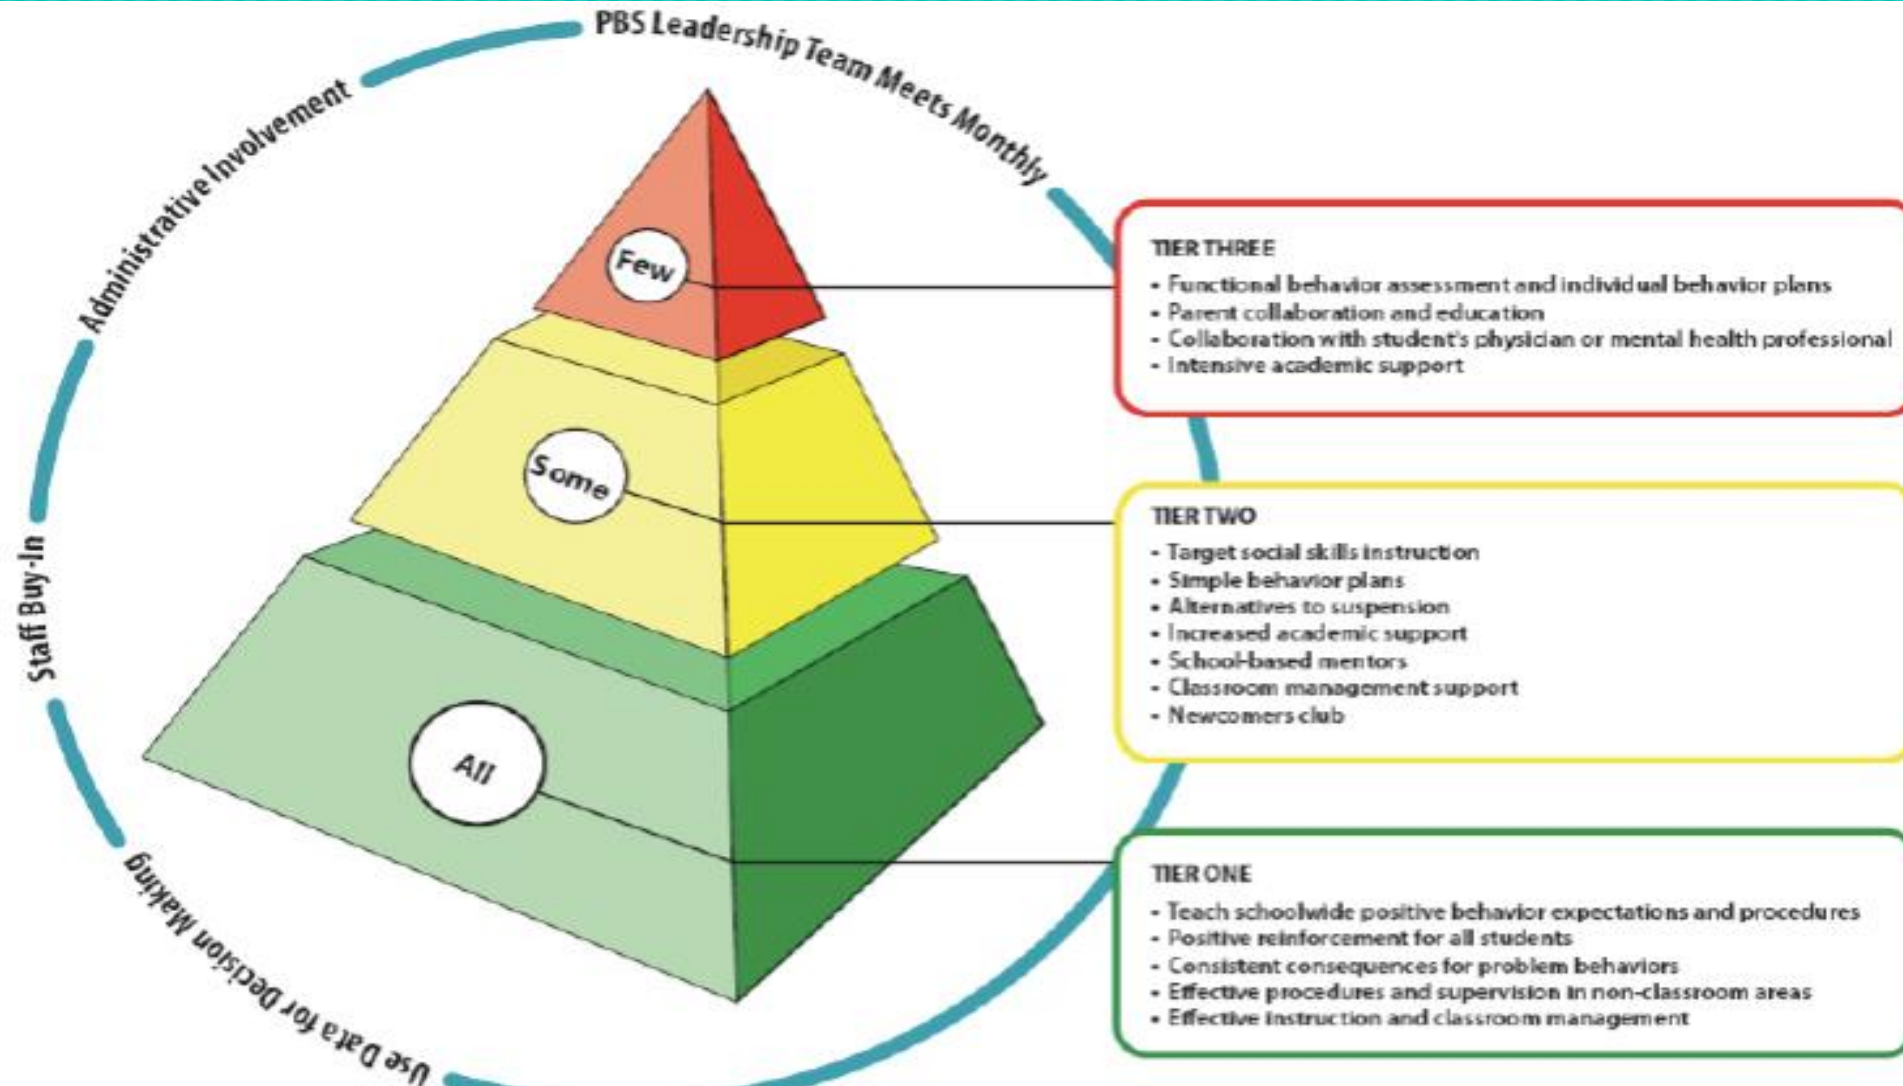 PBS Leadership Team Meets Monthly
Administrative Involvement
Staff Buy-In
Use Data for Decision Making
Few
Some
All
TIER THREE
• Functional behavior assessment and individual behavior plans
• Parent collaboration and education
• Collaboration with student's physician or mental health professional
• Intensive academic support
TIER TWO
• Target social skills instruction
• Simple behavior plans
• Alternatives to suspension
• Increased academic support
• School-based mentors
• Classroom management support
• Newcomers club
TIER ONE
• Teach schoolwide positive behavior expectations and procedures
• Positive reinforcement for all students
• Consistent consequences for problem behaviors
• Effective procedures and supervision in non-classroom areas
• Effective instruction and classroom management